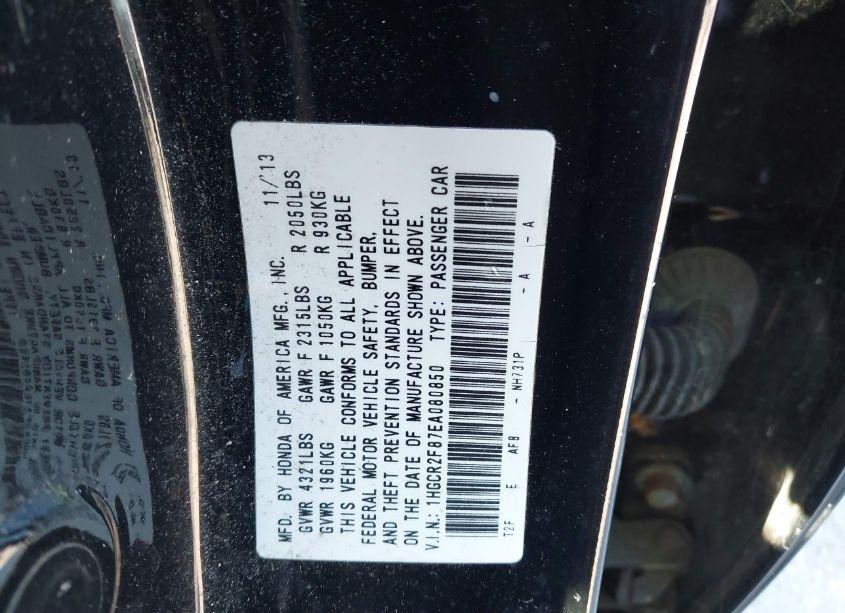 MFD. BY HONDA OF AMERICA MFG., INC. 11/13
GVWR 4321LBS GAWR F 2315LBS R 2050LBS
GVWR 1960KG GAWR F 1050KG R 930KG
THIS VEHICLE CONFORMS TO ALL APPLICABLE
FEDERAL MOTOR VEHICLE SAFETY, BUMPER,
AND THEFT PREVENTION STANDARDS IN EFFECT
ON THE DATE OF MANUFACTURE SHOWN ABOVE.
V.I.N.: 1HGCR2F87EA080850 TYPE: PASSENGER CAR
T2F E AF8 - NH731P - A - A